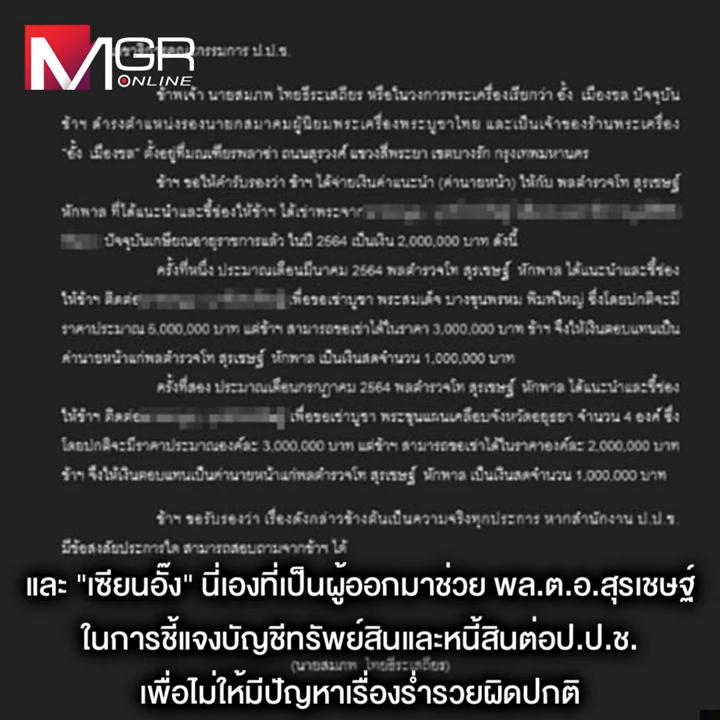 MGR
ONLINE
คณะกรรมการ ป.ป.ช.
ข้าพเจ้า นายสมภพ ไทยธีระเสถียร หรือในวงการพระเครื่องเรียกว่า อั้ง เมืองชล ปัจจุบัน
ข้าฯ ดำรงตำแหน่งรองนายกสมาคมผู้นิยมพระเครื่องพระบูชาไทย และเป็นเจ้าของร้านพระเครื่อง
"อั้ง เมืองชล" ตั้งอยู่ที่มณเฑียรพลาซ่า ถนนสุรวงศ์ แขวงสี่พระยา เขตบางรัก กรุงเทพมหานคร
ข้าฯ ขอให้คำรับรองว่า ข้าฯ ได้จ่ายเงินค่าแนะนำ (ค่านายหน้า) ให้กับ พลตำรวจโท สุรเชษฐ์
หักพาล ที่ได้แนะนำและชี้ช่องให้ข้าฯ ได้เช่าพระจาก
ปัจจุบันเกษียณอายุราชการแล้ว ในปี 2564 เป็นเงิน 2,000,000 บาท ดังนี้
ครั้งที่หนึ่ง ประมาณเดือนมีนาคม 2564 พลตำรวจโท สุรเชษฐ์ หักพาล ได้แนะนำและชี้ช่อง
ให้ข้าฯ ติดต่อ เพื่อขอเช่าบูชา พระสมเด็จ บางขุนพรหม พิมพ์ใหญ่ ซึ่งโดยปกติจะมี
ราคาประมาณ 5,000,000 บาท แต่ข้าฯ สามารถขอเช่าได้ในราคา 3,000,000 บาท ข้าฯ จึงให้เงินตอบแทนเป็น
ค่านายหน้าแก่พลตำรวจโท สุรเชษฐ์ หักพาล เป็นเงินสดจำนวน 1,000,000 บาท
ครั้งที่สอง ประมาณเดือนกรกฎาคม 2564 พลตำรวจโท สุรเชษฐ์ หักพาล ได้แนะนำและชี้ช่อง
ให้ข้าฯ ติดต่อ เพื่อขอเช่าบูชา พระขุนแผนเคลือบจังหวัดอยุธยา จำนวน 4 องค์ ซึ่ง
โดยปกติจะมีราคาประมาณองค์ละ 3,000,000 บาท แต่ข้าฯ สามารถขอเช่าได้ในราคาองค์ละ 2,000,000 บาท
ข้าฯ จึงให้เงินตอบแทนเป็นค่านายหน้าแก่พลตำรวจโท สุรเชษฐ์ หักพาล เป็นเงินสดจำนวน 1,000,000 บาท
ข้าฯ ขอรับรองว่า เรื่องดังกล่าวข้างต้นเป็นความจริงทุกประการ หากสำนักงาน ป.ป.ช.
มีข้อสงสัยประการใด สามารถสอบถามจากข้าฯ ได้
และ "เซียนอั๊ง" นี่เองที่เป็นผู้ออกมาช่วย พล.ต.อ.สุรเชษฐ์
ในการชี้แจงบัญชีทรัพย์สินและหนี้สินต่อป.ป.ช.
(นายสมภพ ไทยธีระเสถียร)
เพื่อไม่ให้มีปัญหาเรื่องร่ำรวยผิดปกติ